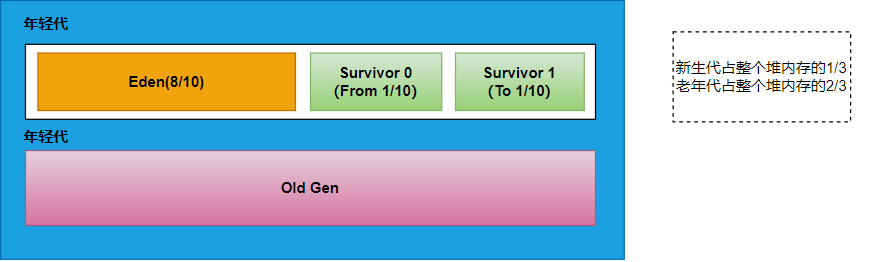 年轻代
Eden(8/10)
Survivor 0
(From 1/10)
Survivor 1
(To 1/10)
新生代占整个堆内存的1/3
老年代占整个堆内存的2/3
年轻代
Old Gen